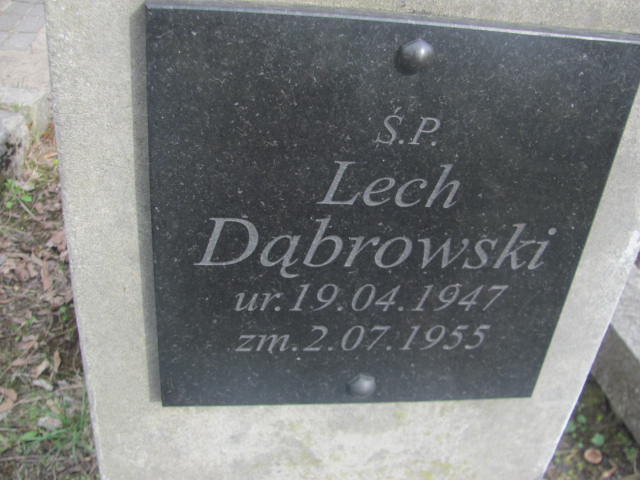 Ś.P.
Lech
Dąbrowski
ur.19.04.1947
zm.2.07.1955